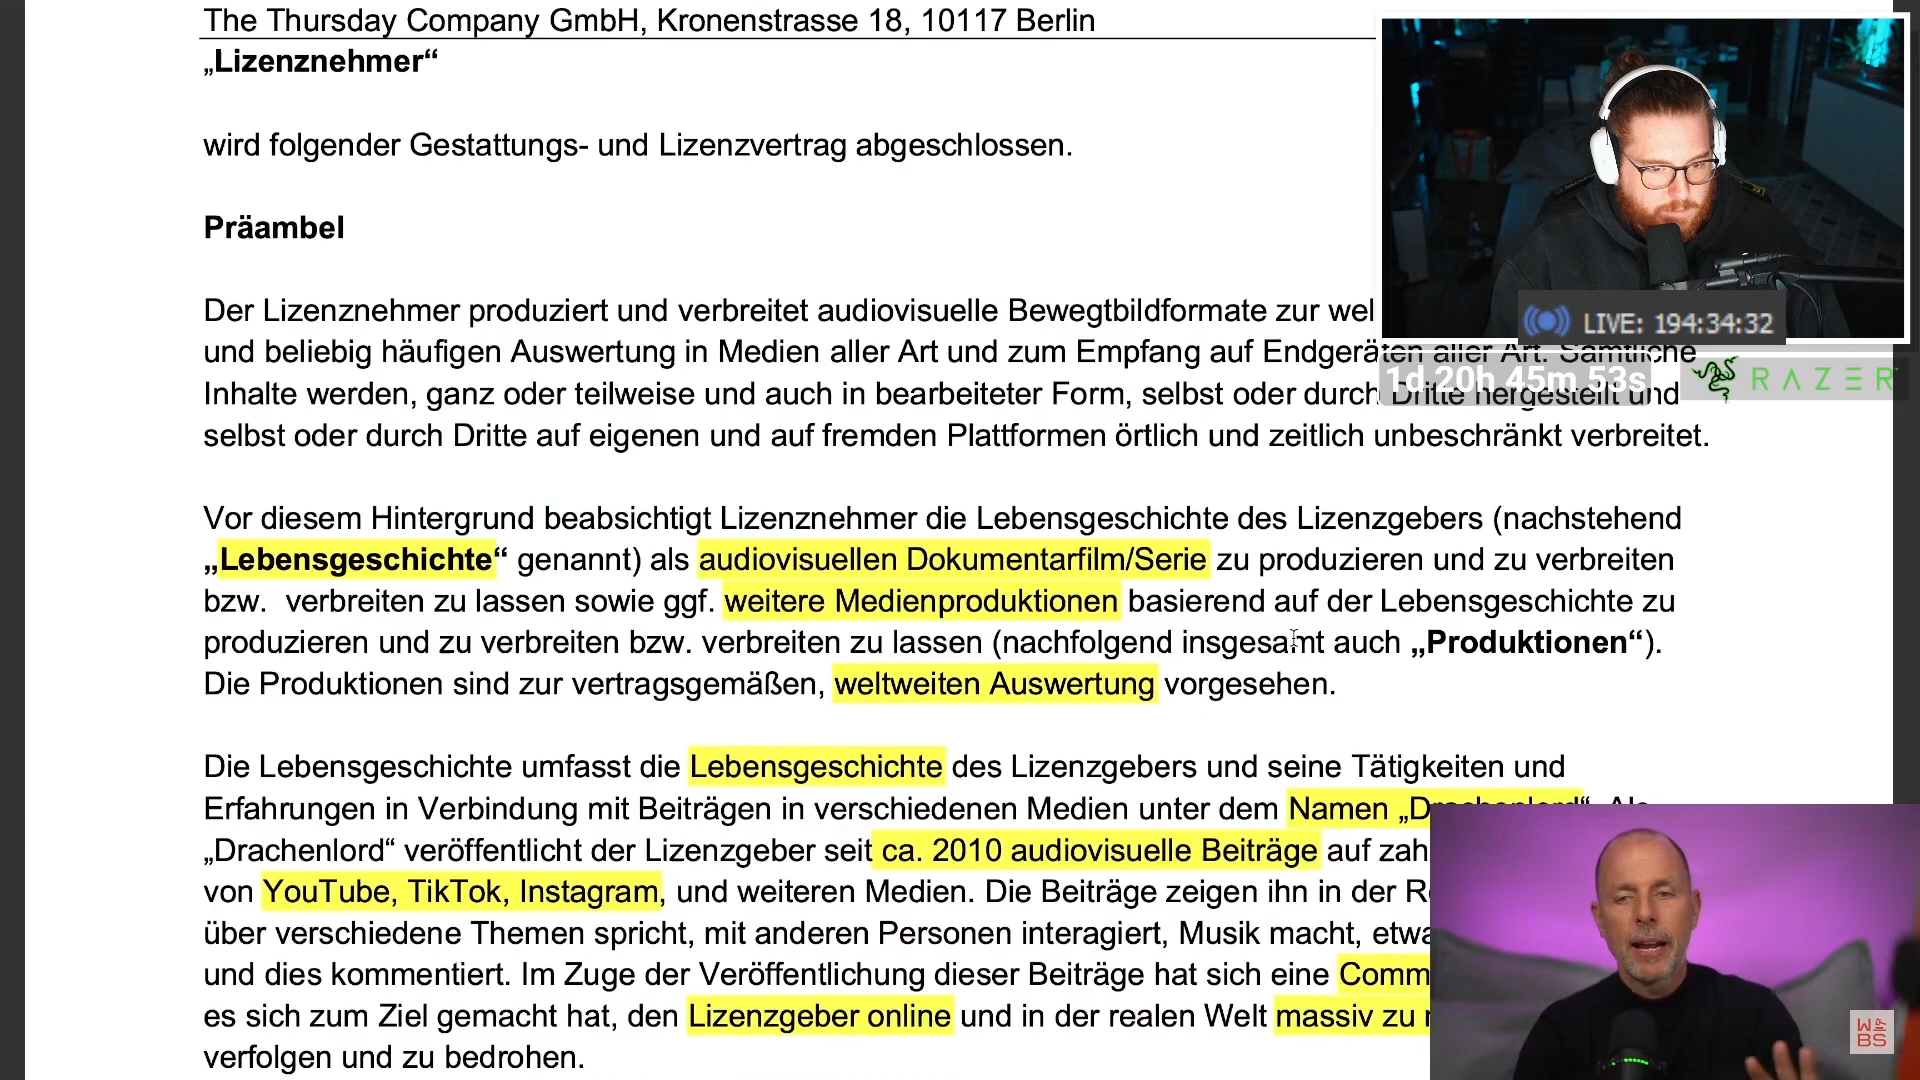 The Thursday Company GmbH, Kronenstrasse 18, 10117 Berlin
„Lizenznehmer“
wird folgender Gestattungs- und Lizenzvertrag abgeschlossen.
Präambel
Der Lizenznehmer produziert und verbreitet audiovisuelle Bewegtbildformate zur wel
und beliebig häufigen Auswertung in Medien aller Art und zum Empfang auf Endgeräten aller Art. Sämtliche
Inhalte werden, ganz oder teilweise und auch in bearbeiteter Form, selbst oder durch Dritte hergestellt und
selbst oder durch Dritte auf eigenen und auf fremden Plattformen örtlich und zeitlich unbeschränkt verbreitet.
Vor diesem Hintergrund beabsichtigt Lizenznehmer die Lebensgeschichte des Lizenzgebers (nachstehend
„Lebensgeschichte“ genannt) als audiovisuellen Dokumentarfilm/Serie zu produzieren und zu verbreiten
bzw.  verbreiten zu lassen sowie ggf. weitere Medienproduktionen basierend auf der Lebensgeschichte zu
produzieren und zu verbreiten bzw. verbreiten zu lassen (nachfolgend insgesamt auch „Produktionen“).
Die Produktionen sind zur vertragsgemäßen, weltweiten Auswertung vorgesehen.
Die Lebensgeschichte umfasst die Lebensgeschichte des Lizenzgebers und seine Tätigkeiten und
Erfahrungen in Verbindung mit Beiträgen in verschiedenen Medien unter dem Namen „Drachenlord“. Als
„Drachenlord“ veröffentlicht der Lizenzgeber seit ca. 2010 audiovisuelle Beiträge auf zah
von YouTube, TikTok, Instagram, und weiteren Medien. Die Beiträge zeigen ihn in der R
über verschiedene Themen spricht, mit anderen Personen interagiert, Musik macht, etwa
und dies kommentiert. Im Zuge der Veröffentlichung dieser Beiträge hat sich eine Comm
es sich zum Ziel gemacht hat, den Lizenzgeber online und in der realen Welt massiv zu
verfolgen und zu bedrohen.
LIVE: 194:34:32
1d 20h 45m 53s
RAZER
WBS